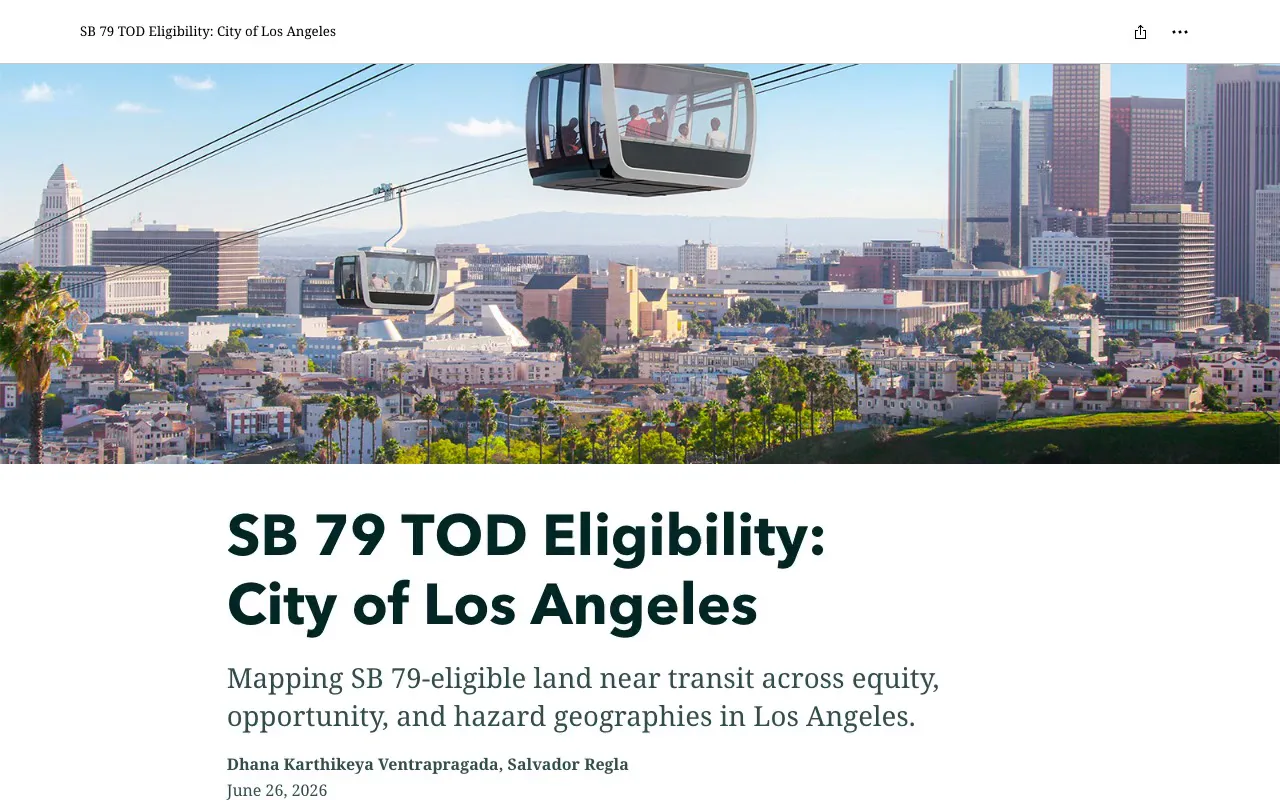 SB 79 TOD Eligibility: City of Los Angeles
SB 79 TOD Eligibility:
City of Los Angeles
Mapping SB 79-eligible land near transit across equity,
opportunity, and hazard geographies in Los Angeles.
Dhana Karthikeya Ventrapragada, Salvador Regla
June 26, 2026